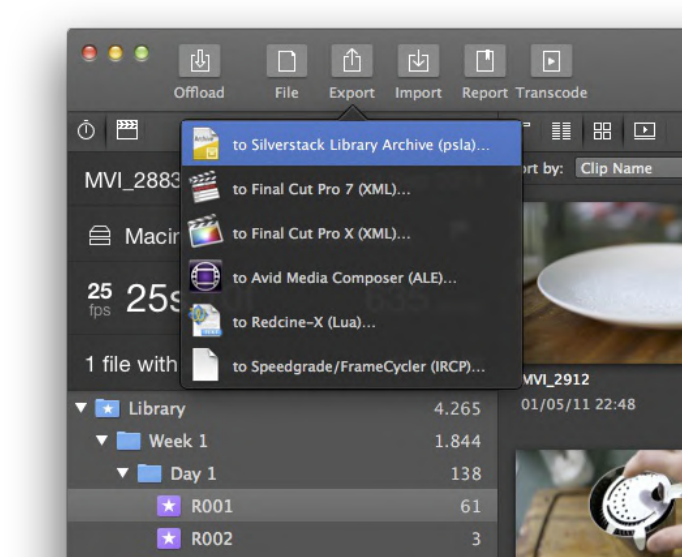 Offload
File
Export
Import
Report
Transcode
to Silverstack Library Archive (psla)...
to Final Cut Pro 7 (XML)...
to Final Cut Pro X (XML)...
to Avid Media Composer (ALE)...
to Redcine-X (Lua)...
to Speedgrade/FrameCycler (IRCP)...
ort by: Clip Name
MVI_2883
Macin
25
fps
25s
1 file with
MVI_2912
01/05/11 22:48
Library 4.265
Week 1 1.844
Day 1 138
R001 61
R002 3